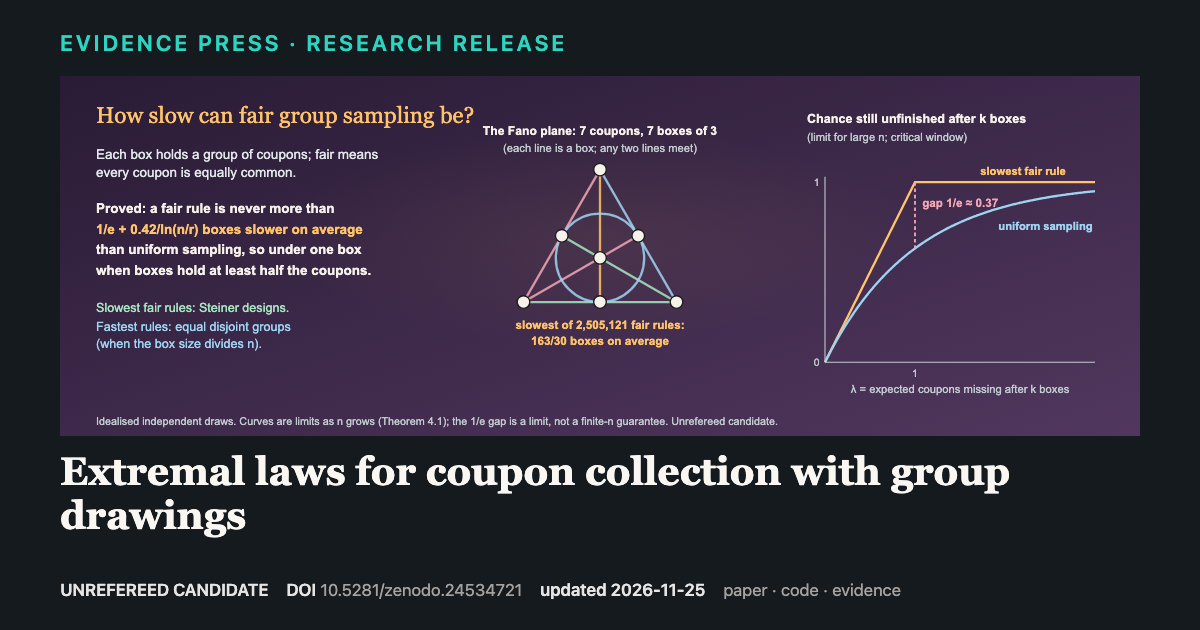 EVIDENCE PRESS · RESEARCH RELEASE
How slow can fair group sampling be?
Each box holds a group of coupons; fair means
every coupon is equally common.
Proved: a fair rule is never more than
1/e + 0.42/ln(n/r) boxes slower on average
than uniform sampling, so under one box
when boxes hold at least half the coupons.
Slowest fair rules: Steiner designs.
Fastest rules: equal disjoint groups
(when the box size divides n).
The Fano plane: 7 coupons, 7 boxes of 3
(each line is a box; any two lines meet)
slowest of 2,505,121 fair rules:
163/30 boxes on average
Chance still unfinished after k boxes
(limit for large n; critical window)
slowest fair rule
1
gap 1/e ≈ 0.37
uniform sampling
0
1
λ = expected coupons missing after k boxes
Idealised independent draws. Curves are limits as n grows (Theorem 4.1); the 1/e gap is a limit, not a finite-n guarantee. Unrefereed candidate.
Extremal laws for coupon collection with group
drawings
UNREFEREED CANDIDATE DOI 10.5281/zenodo.24534721 updated 2026-11-25 paper · code · evidence